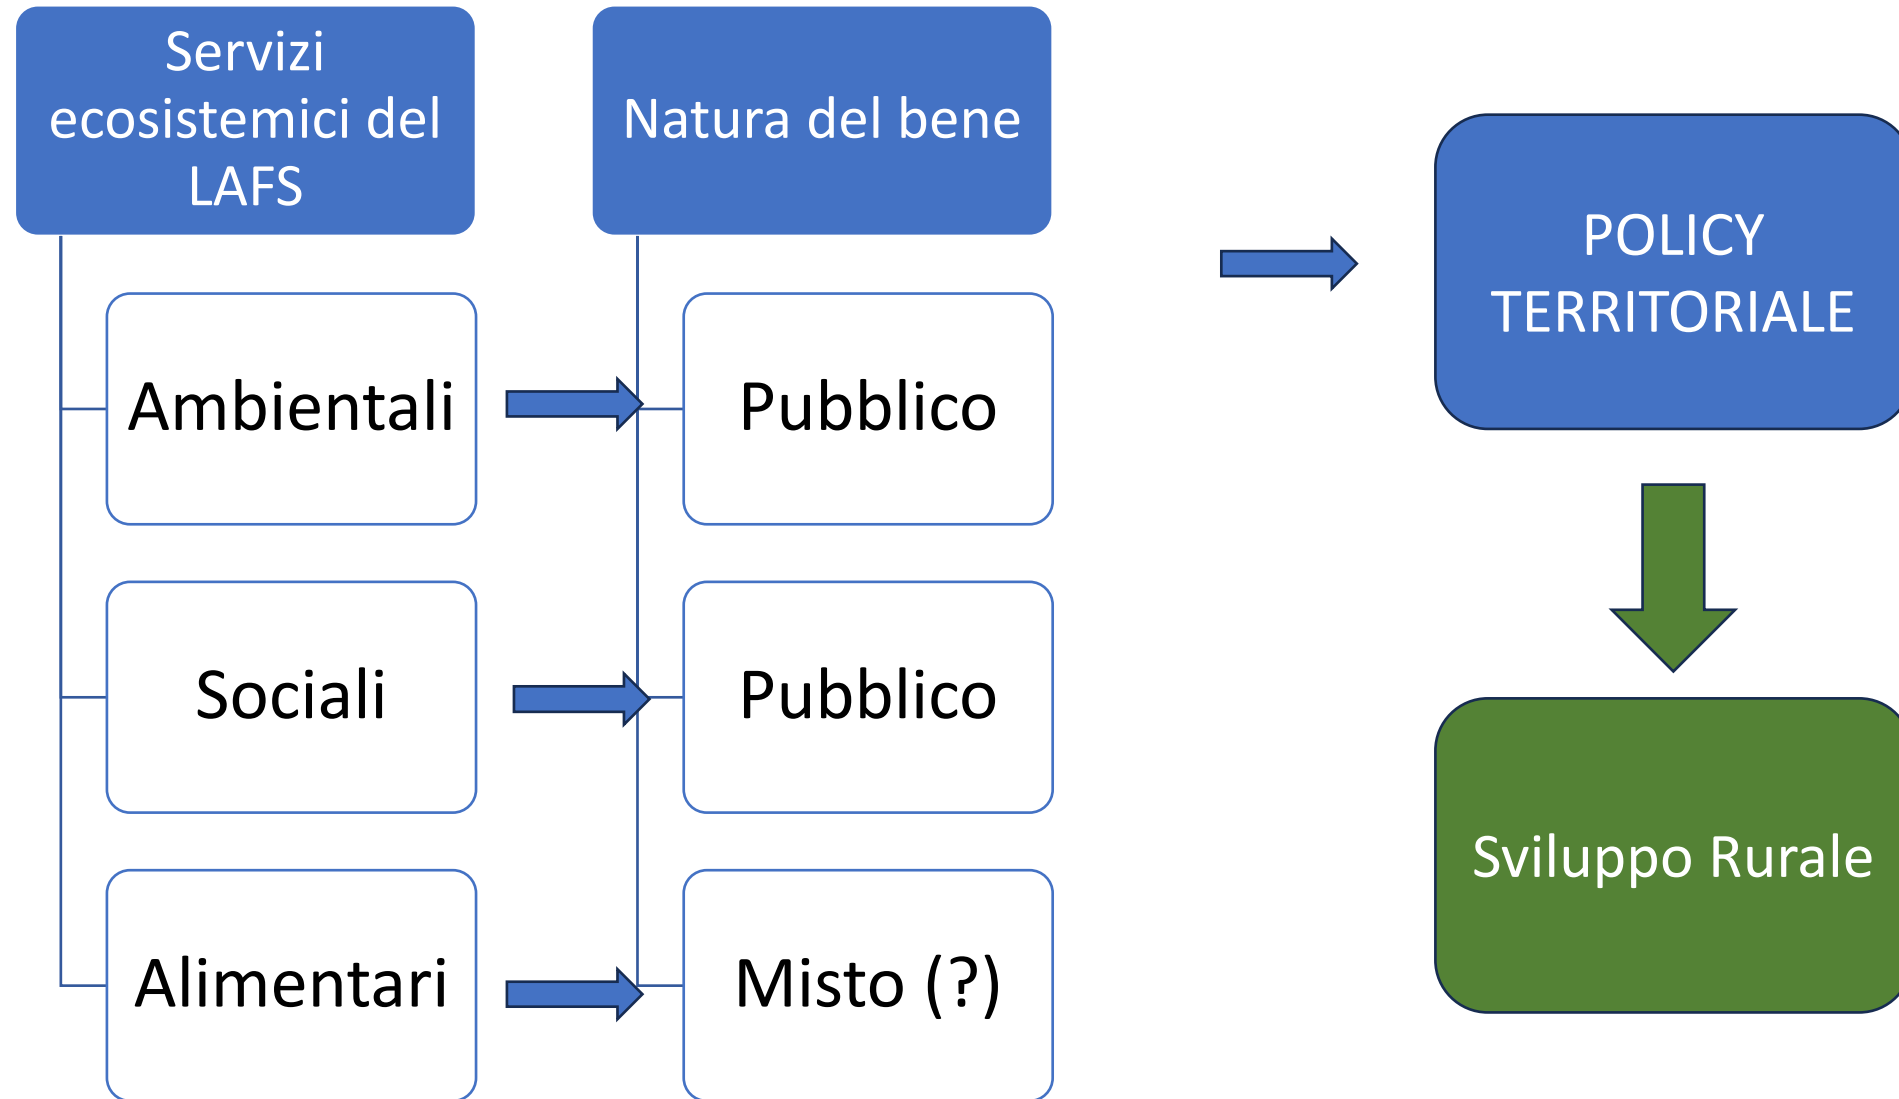 Servizi
ecosistemici del
LAFS
Natura del bene
POLICY
TERRITORIALE
Ambientali
Pubblico
Sociali
Pubblico
Sviluppo Rurale
Alimentari
Misto (?)